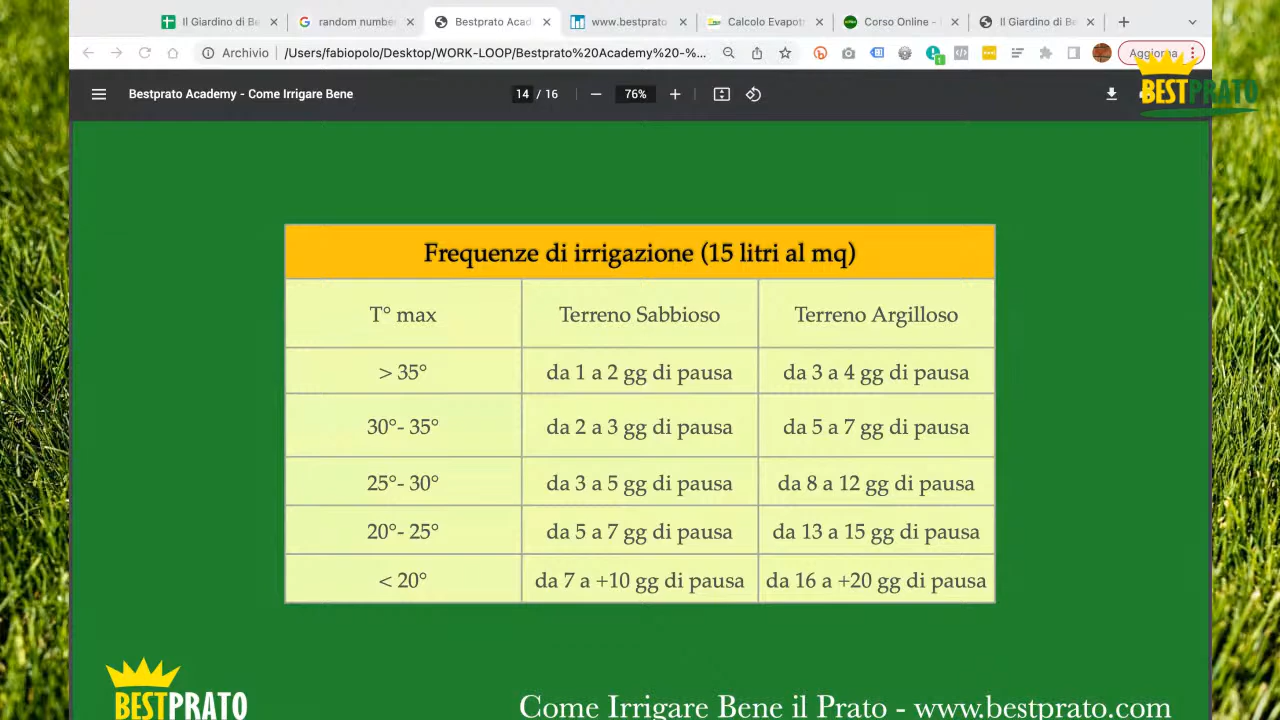 Il Giardino di Be
random number
Bestprato Acad
www.bestprato
Calcolo Evapotr
Corso Online -
Il Giardino di Be
Archivio
/Users/fabiopolo/Desktop/WORK-LOOP/Bestprato%20Academy%20-%...
1
Aggiorna
BESTPRATO
Bestprato Academy - Come Irrigare Bene
14 / 16
76%
Frequenze di irrigazione (15 litri al mq)
T° max
Terreno Sabbioso
Terreno Argilloso
> 35°
da 1 a 2 gg di pausa
da 3 a 4 gg di pausa
30°- 35°
da 2 a 3 gg di pausa
da 5 a 7 gg di pausa
25°- 30°
da 3 a 5 gg di pausa
da 8 a 12 gg di pausa
20°- 25°
da 5 a 7 gg di pausa
da 13 a 15 gg di pausa
< 20°
da 7 a +10 gg di pausa
da 16 a +20 gg di pausa
BESTPRATO
Come Irrigare Bene il Prato - www.bestprato.com